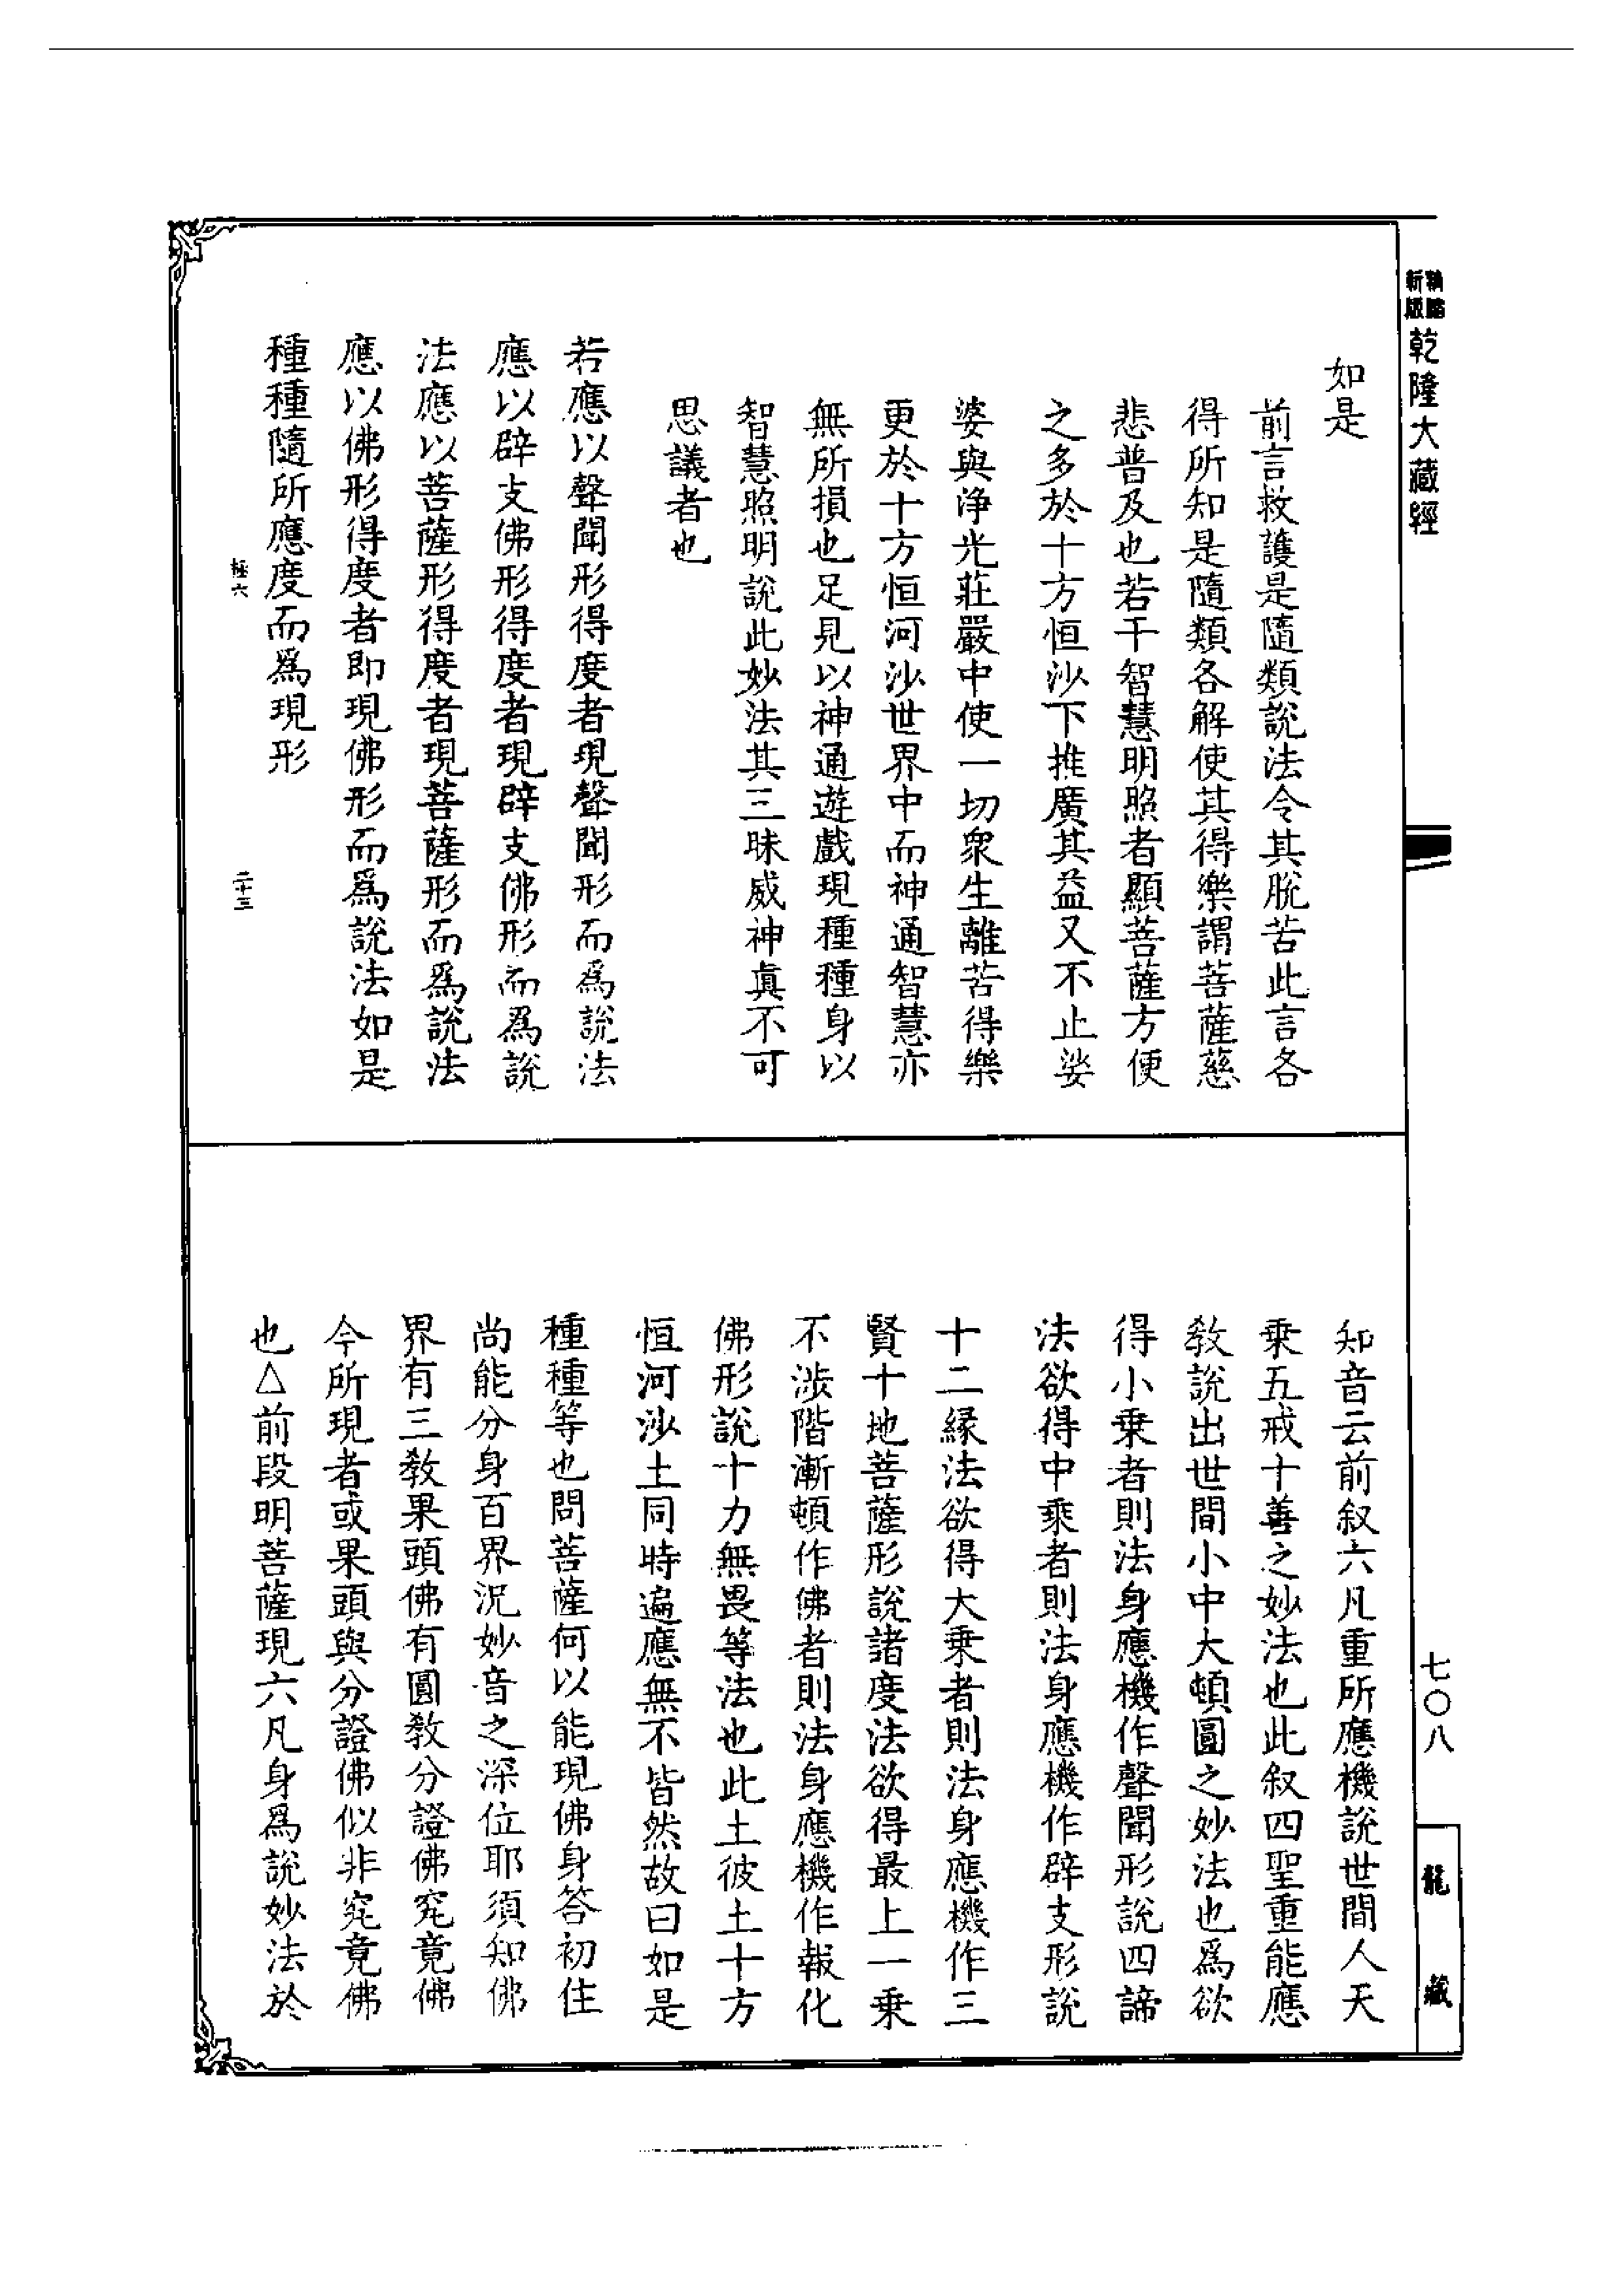 乾隆大藏經
如是
前言救護是隨類說法令其脫苦此言各
得所知是隨類各解使其得樂謂菩薩慈
悲普及也若干智慧明照者顯菩薩方便
之多於十方恒沙下推廣其益又不止娑
婆與淨光莊嚴中使一切衆生離苦得樂
更於十方恒河沙世界中而神通智慧亦
無所損也足見以神通遊戲現種種身以
智慧照明說此妙法其三昧威神真不可
思議者也
若應以聲聞形得度者現聲聞形而爲說法
應以辟支佛形得度者現辟支佛形而爲說
法應以菩薩形得度者現菩薩形而爲說法
應以佛形得度者即現佛形而爲說法如是
種種隨所應度而爲現形
二十三
知音云前叙六凡重所應機說世間人天
乘五戒十善之妙法也此叙四聖重能應
教說出世間小中大頓圓之妙法也爲欲
得小乘者則法身應機作聲聞形說四諦
法欲得中乘者則法身應機作辟支形說
十二緣法欲得大乘者則法身應機作三
賢十地菩薩形說諸度法欲得最上一乘
不涉階漸頓作佛者則法身應機作報化
佛形說十力無畏等法也此土彼土十方
恒河沙土同時遍應無不皆然故曰如是
種種等也問菩薩何以能現佛身答初住
尚能分身百界況妙音之深位耶須知佛
界有三教果頭佛有圓教分證佛究竟佛
今所現者或果頭與分證佛似非究竟佛
也△前段明菩薩現六凡身爲說妙法於
七〇八
龍藏